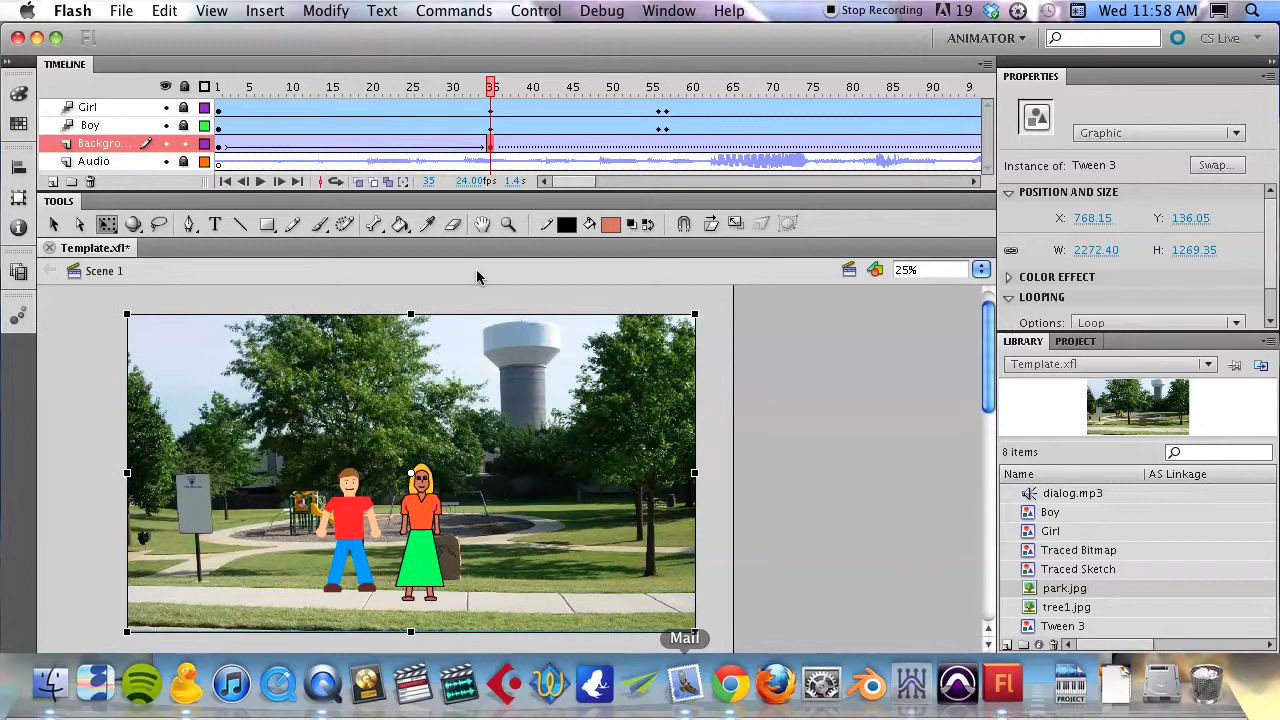 Flash File Edit View Insert Modify Text Commands Control Debug Window Help Stop Recording 19 Wed 11:58 AM
Fl ANIMATOR CS Live
TIMELINE
1 5 10 15 20 25 30 35 40 45 50 55 60 65 70 75 80 85 90 9
Girl
Boy
Backgro...
Audio
35 24.00fps 1.4 s
TOOLS
Template.xfl*
Scene 1 25%
PROPERTIES
Graphic
Instance of: Tween 3 Swap...
POSITION AND SIZE
X: 768.15 Y: 136.05
W: 2272.40 H: 1269.35
COLOR EFFECT
LOOPING
Options: Loop
LIBRARY PROJECT
Template.xfl
8 items
Name AS Linkage
dialog.mp3
Boy
Girl
Traced Bitmap
Traced Sketch
park.jpg
tree1.jpg
Tween 3
Mail
Fl
PROJECT